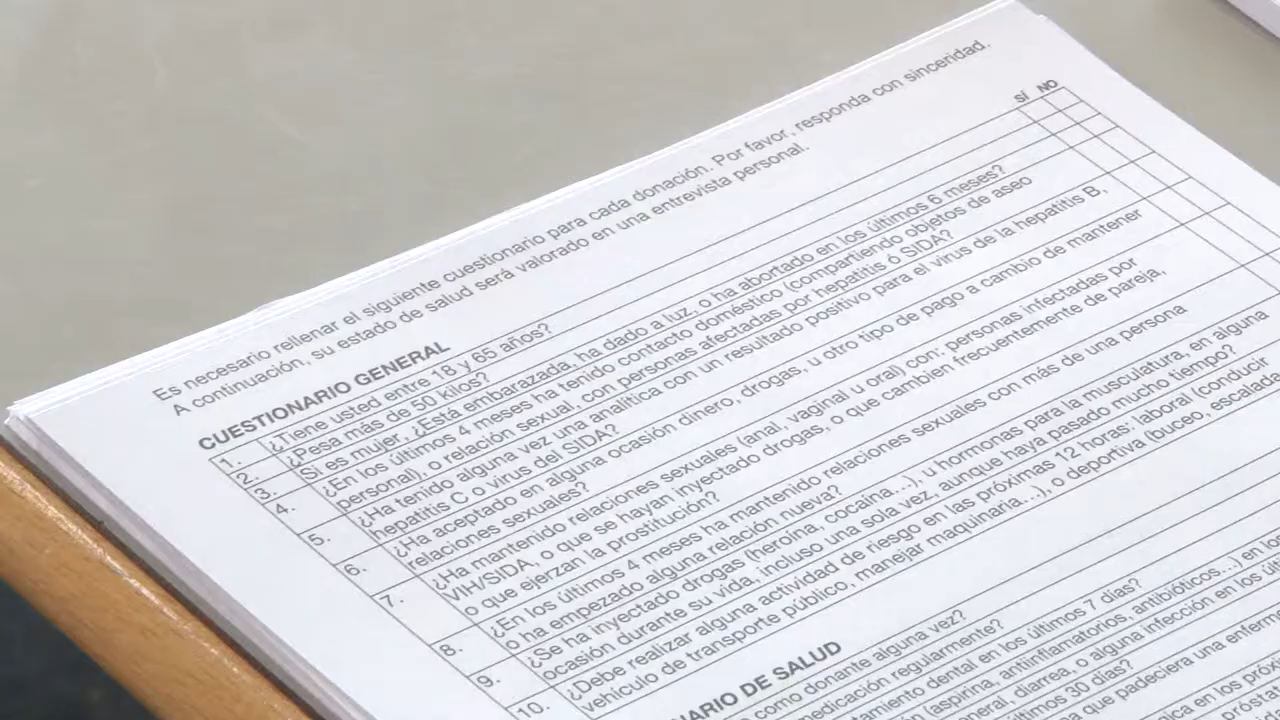 Es necesario rellenar el siguiente cuestionario para cada donación. Por favor, responda con sinceridad.
A continuación, su estado de salud será valorado en una entrevista personal.
SÍ NO
CUESTIONARIO GENERAL
1. ¿Tiene usted entre 18 y 65 años?
2. ¿Pesa más de 50 kilos?
3. Si es mujer, ¿Está embarazada, ha dado a luz, o ha abortado en los últimos 6 meses?
4. ¿En los últimos 4 meses ha tenido contacto doméstico (compartiendo objetos de aseo
personal), o relación sexual, con personas afectadas por hepatitis ó SIDA?
5. ¿Ha tenido alguna vez una analítica con un resultado positivo para el virus de la hepatitis B,
hepatitis C o virus del SIDA?
6. ¿Ha aceptado en alguna ocasión dinero, drogas, u otro tipo de pago a cambio de mantener
relaciones sexuales?
7. ¿Ha mantenido relaciones sexuales (anal, vaginal u oral) con: personas infectadas por
VIH/SIDA, o que se hayan inyectado drogas, o que cambien frecuentemente de pareja,
o que ejerzan la prostitución?
8. ¿En los últimos 4 meses ha mantenido relaciones sexuales con más de una persona
o ha empezado alguna relación nueva?
9. ¿Se ha inyectado drogas (heroína, cocaína...), u hormonas para la musculatura, en alguna
ocasión durante su vida, incluso una sola vez, aunque haya pasado mucho tiempo?
10. ¿Debe realizar alguna actividad de riesgo en las próximas 12 horas: laboral (conducir
vehículo de transporte público, manejar maquinaria...), o deportiva (buceo, escalada
NARIO DE SALUD
como donante alguna vez?
medicación regularmente?
tamiento dental en los últimos 7 días?
(aspirina, antiinflamatorios, antibióticos...) en los
general, diarrea, o alguna infección en los últi
últimos 30 días?
que padeciera una enferm
ica en los próx